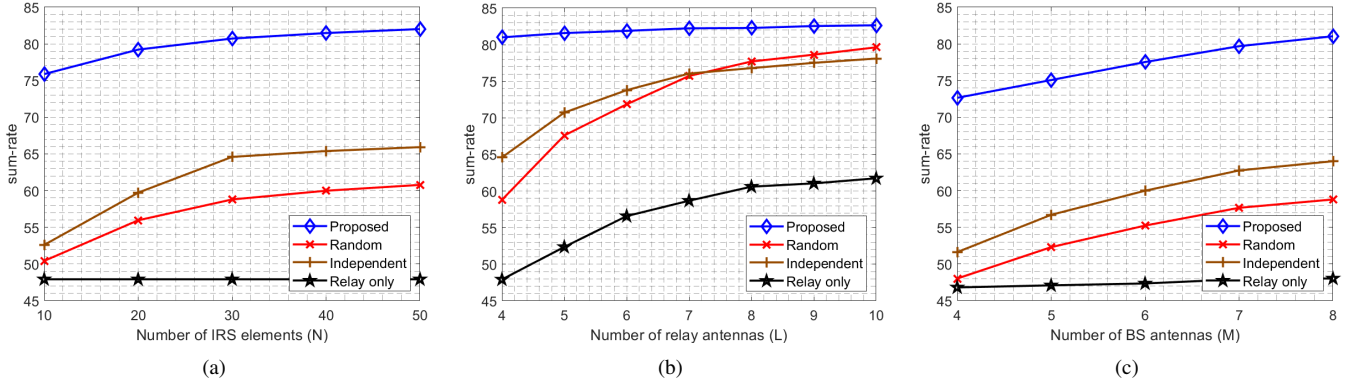 85
80
75
70
65
60
55
50
45
sum-rate
10
20
30
40
50
Number of IRS elements (N)
Proposed
Random
Independent
Relay only
(a)
85
80
75
70
65
60
55
50
45
sum-rate
4
5
6
7
8
9
10
Number of relay antennas (L)
Proposed
Random
Independent
Relay only
(b)
85
80
75
70
65
60
55
50
45
sum-rate
4
5
6
7
8
Number of BS antennas (M)
Proposed
Random
Independent
Relay only
(c)